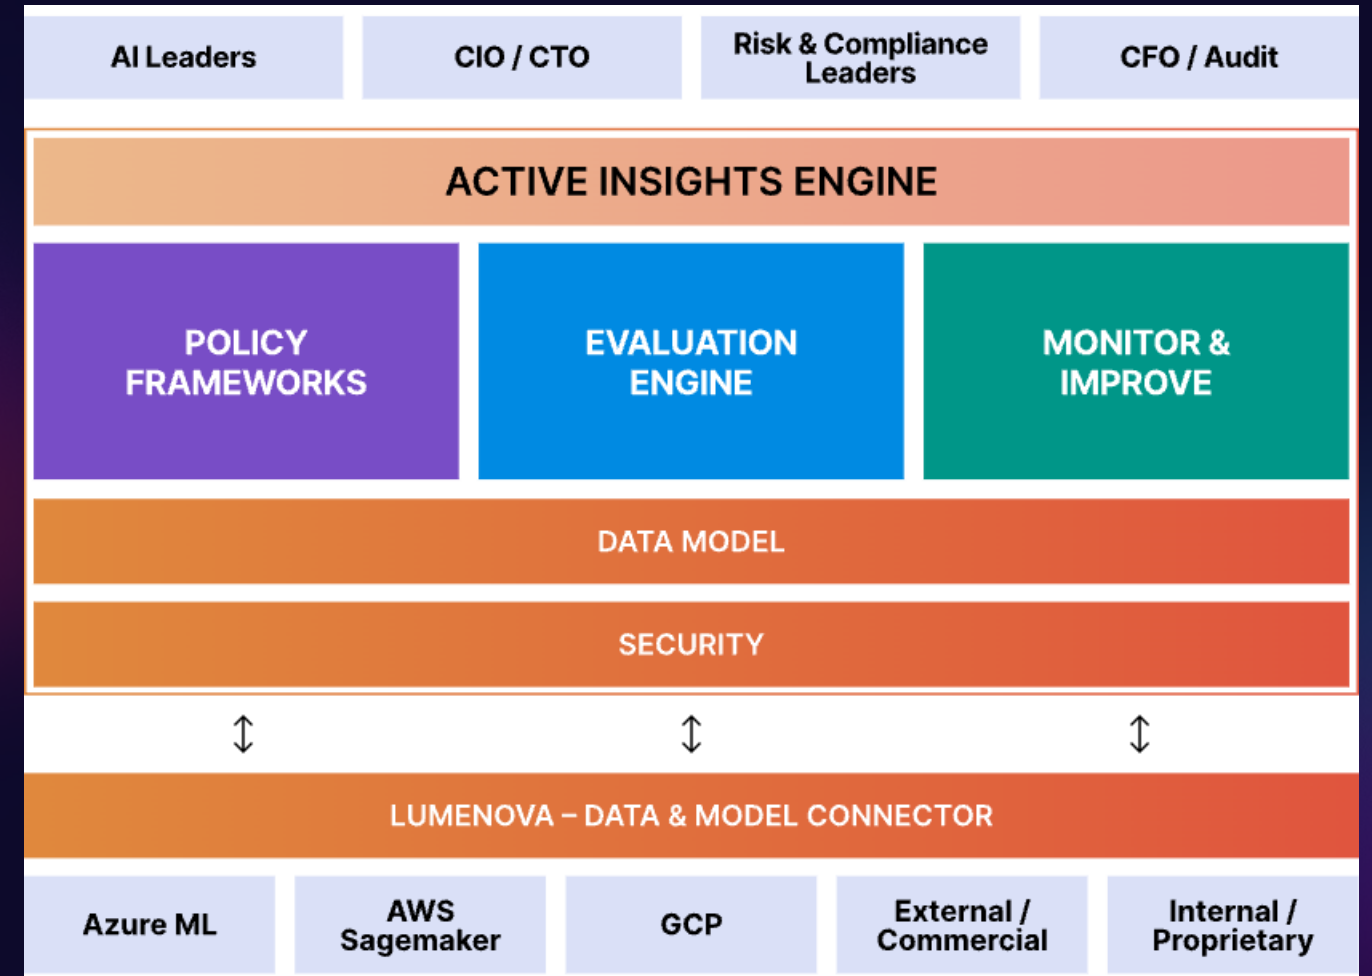 AI Leaders
CIO / CTO
Risk & Compliance
Leaders
CFO / Audit
ACTIVE INSIGHTS ENGINE
POLICY
FRAMEWORKS
EVALUATION
ENGINE
MONITOR &
IMPROVE
DATA MODEL
SECURITY
LUMENOVA – DATA & MODEL CONNECTOR
Azure ML
AWS
Sagemaker
GCP
External /
Commercial
Internal /
Proprietary